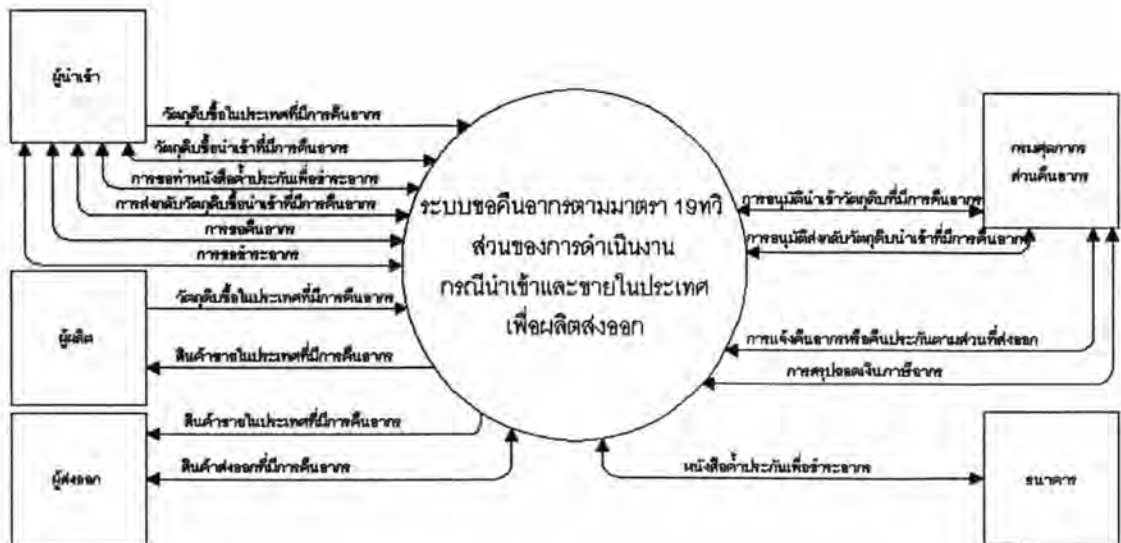 ผู้นำเข้า
วัตถุดิบซื้อในประเทศที่มีการคืนอากร
วัตถุดิบซื้อนำเข้าที่มีการคืนอากร
การขอทำหนังสือค้ำประกันเพื่อชำระอากร
การส่งกลับวัตถุดิบซื้อนำเข้าที่มีการคืนอากร
การขอคืนอากร
การขอชำระอากร
ระบบขอคืนอากรตามมาตรา 19ทวิ
ส่วนของการดำเนินงาน
กรณีนำเข้าและขายในประเทศ
เพื่อผลิตส่งออก
กรมศุลกากร
ส่วนคืนอากร
การอนุมัตินำเข้าวัตถุดิบที่มีการคืนอากร
การอนุมัติส่งกลับวัตถุดิบนำเข้าที่มีการคืนอากร
การแจ้งคืนอากรหรือคืนประกันตามส่วนที่ส่งออก
การสรุปยอดเงินภาษีอากร
ผู้ผลิต
วัตถุดิบซื้อในประเทศที่มีการคืนอากร
สินค้าขายในประเทศที่มีการคืนอากร
ผู้ส่งออก
สินค้าขายในประเทศที่มีการคืนอากร
สินค้าส่งออกที่มีการคืนอากร
หนังสือค้ำประกันเพื่อชำระอากร
ธนาคาร